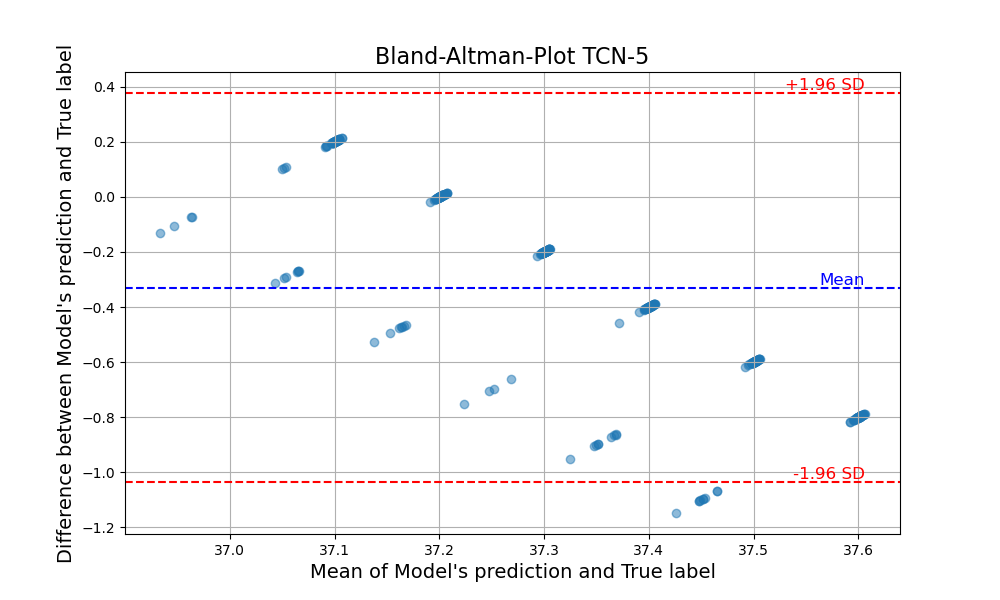 Bland-Altman-Plot TCN-5
Difference between Model's prediction and True label
0.4
0.2
0.0
−0.2
−0.4
−0.6
−0.8
−1.0
−1.2
+1.96 SD
Mean
-1.96 SD
37.0 37.1 37.2 37.3 37.4 37.5 37.6
Mean of Model's prediction and True label